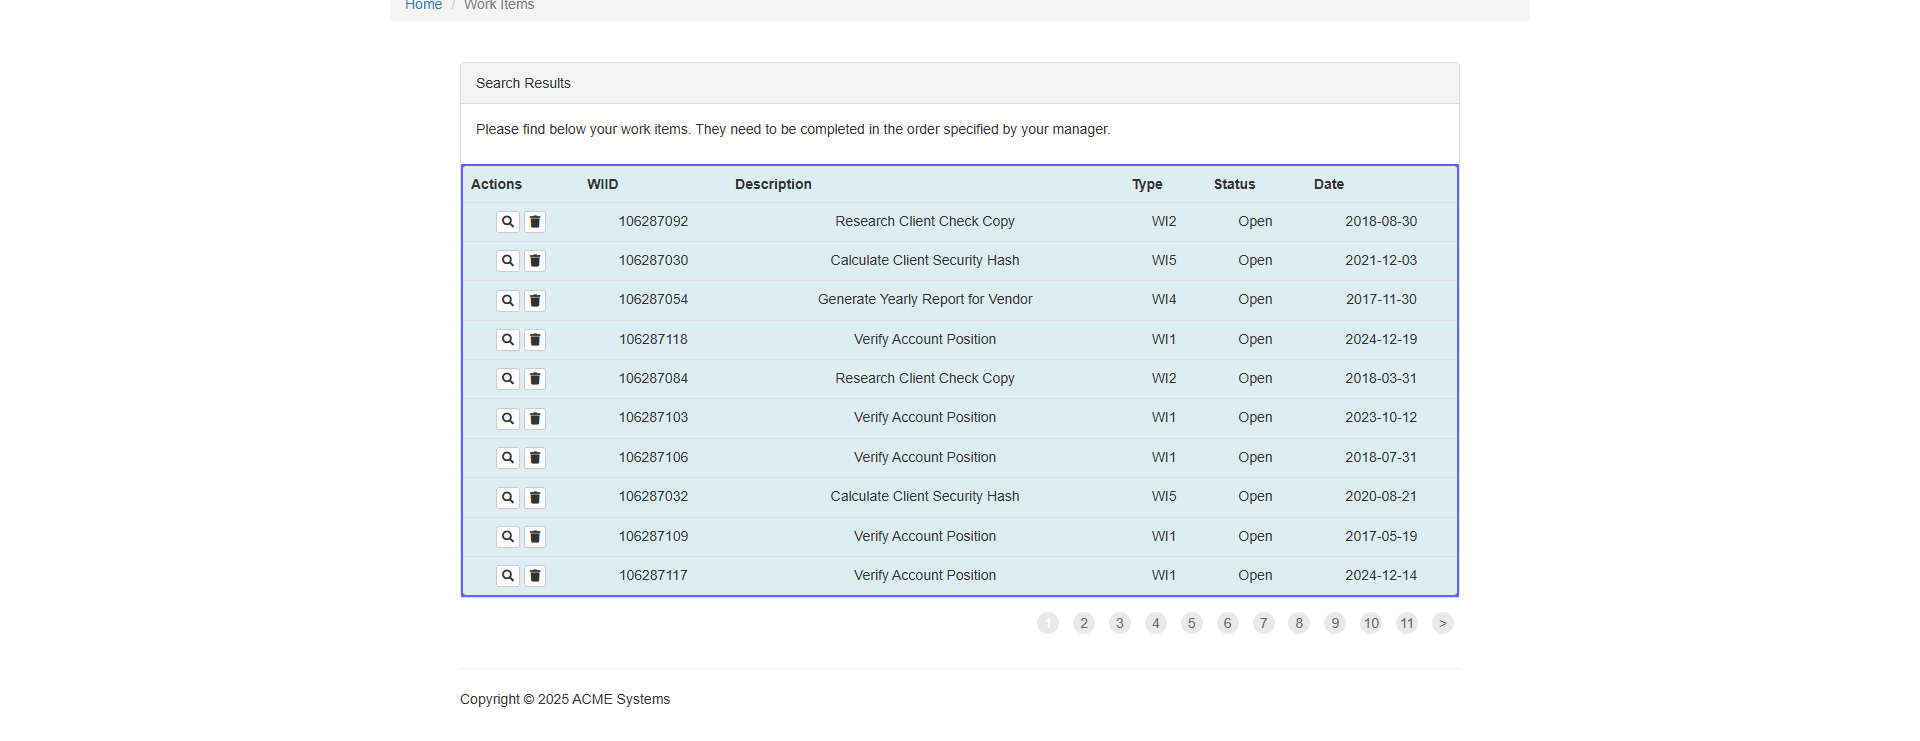 Home / Work Items
Search Results
Please find below your work items. They need to be completed in the order specified by your manager.
Actions WIID Description Type Status Date
106287092 Research Client Check Copy WI2 Open 2018-08-30
106287030 Calculate Client Security Hash WI5 Open 2021-12-03
106287054 Generate Yearly Report for Vendor WI4 Open 2017-11-30
106287118 Verify Account Position WI1 Open 2024-12-19
106287084 Research Client Check Copy WI2 Open 2018-03-31
106287103 Verify Account Position WI1 Open 2023-10-12
106287106 Verify Account Position WI1 Open 2018-07-31
106287032 Calculate Client Security Hash WI5 Open 2020-08-21
106287109 Verify Account Position WI1 Open 2017-05-19
106287117 Verify Account Position WI1 Open 2024-12-14
1 2 3 4 5 6 7 8 9 10 11 >
Copyright © 2025 ACME Systems